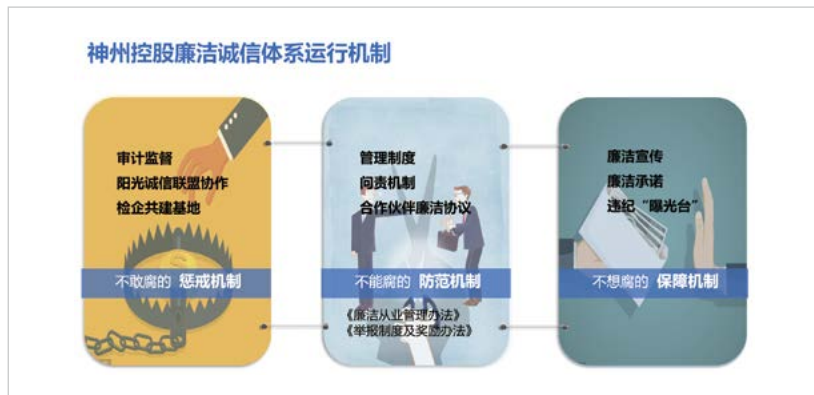 神州控股廉洁诚信体系运行机制
审计监督
阳光诚信联盟协作
检企共建基地
不敢腐的 惩戒机制
管理制度
问责机制
合作伙伴廉洁协议
不能腐的 防范机制
《廉洁从业管理办法》
《举报制度及奖励办法》
廉洁宣传
廉洁承诺
违纪“曝光台”
不想腐的 保障机制